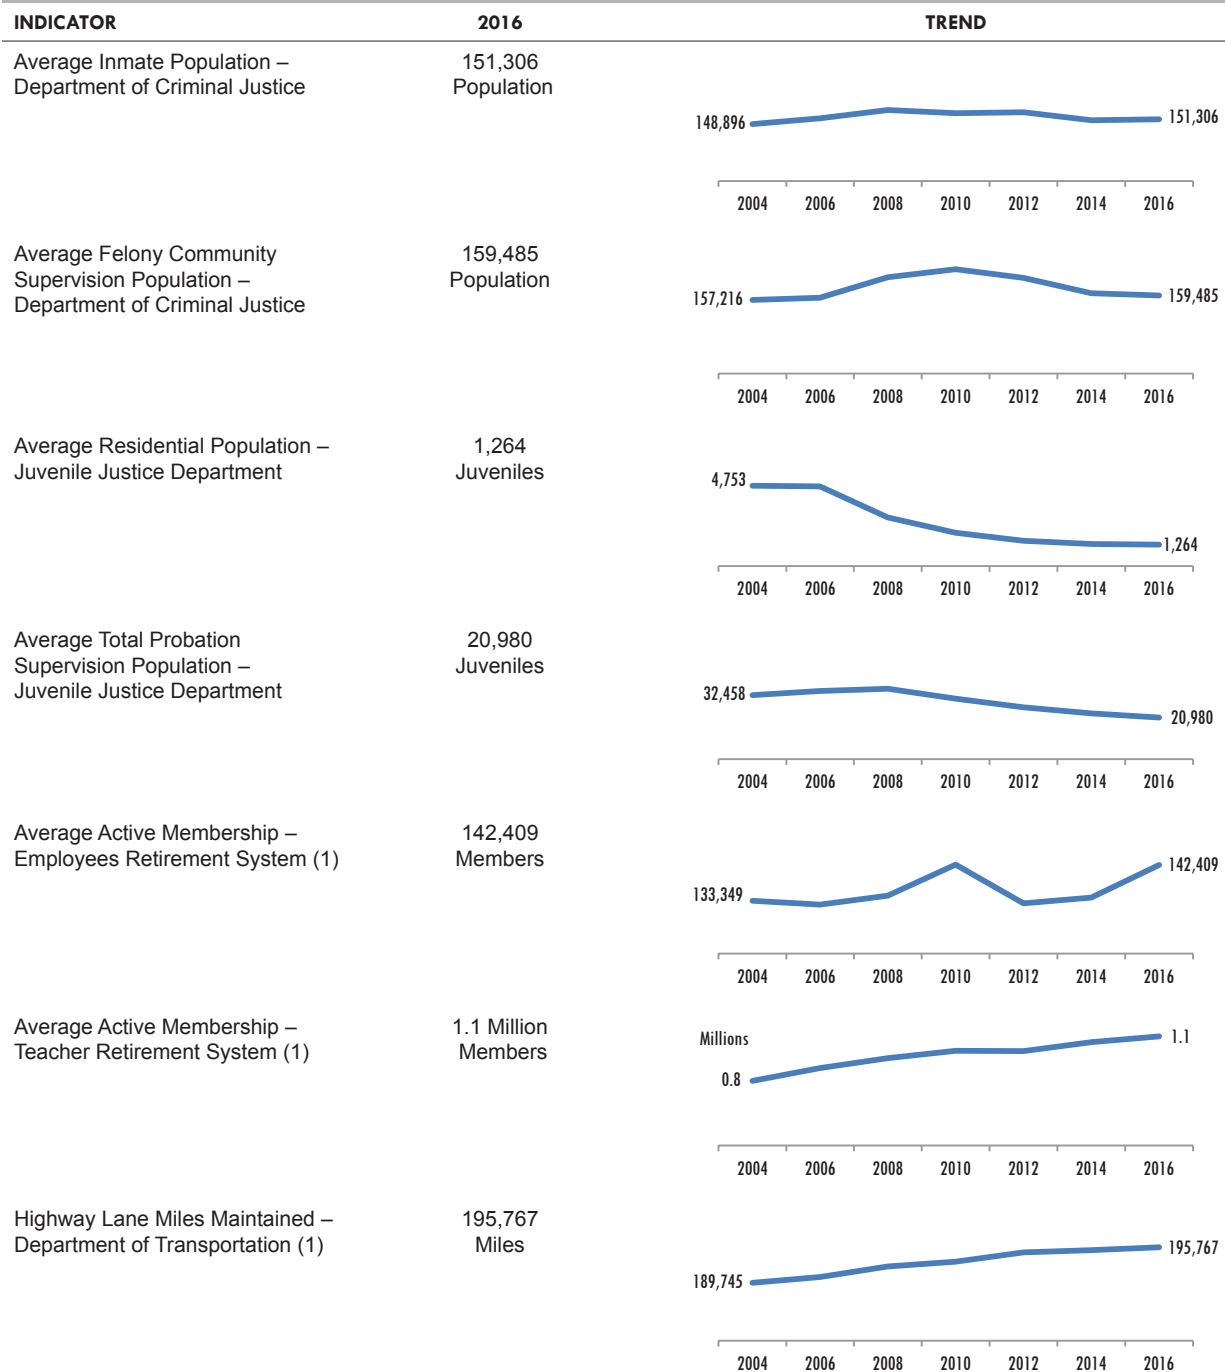 INDICATOR 2016 TREND
Average Inmate Population – 151,306
Department of Criminal Justice Population
148,896 151,306
2004 2006 2008 2010 2012 2014 2016
Average Felony Community 159,485
Supervision Population – Population
Department of Criminal Justice
157,216 159,485
2004 2006 2008 2010 2012 2014 2016
Average Residential Population – 1,264
Juvenile Justice Department Juveniles
4,753
1,264
2004 2006 2008 2010 2012 2014 2016
Average Total Probation 20,980
Supervision Population – Juveniles
Juvenile Justice Department
32,458
20,980
2004 2006 2008 2010 2012 2014 2016
Average Active Membership – 142,409
Employees Retirement System (1) Members
142,409
133,349
2004 2006 2008 2010 2012 2014 2016
Average Active Membership – 1.1 Million
Teacher Retirement System (1) Members
Millions 1.1
0.8
2004 2006 2008 2010 2012 2014 2016
Highway Lane Miles Maintained – 195,767
Department of Transportation (1) Miles
195,767
189,745
2004 2006 2008 2010 2012 2014 2016